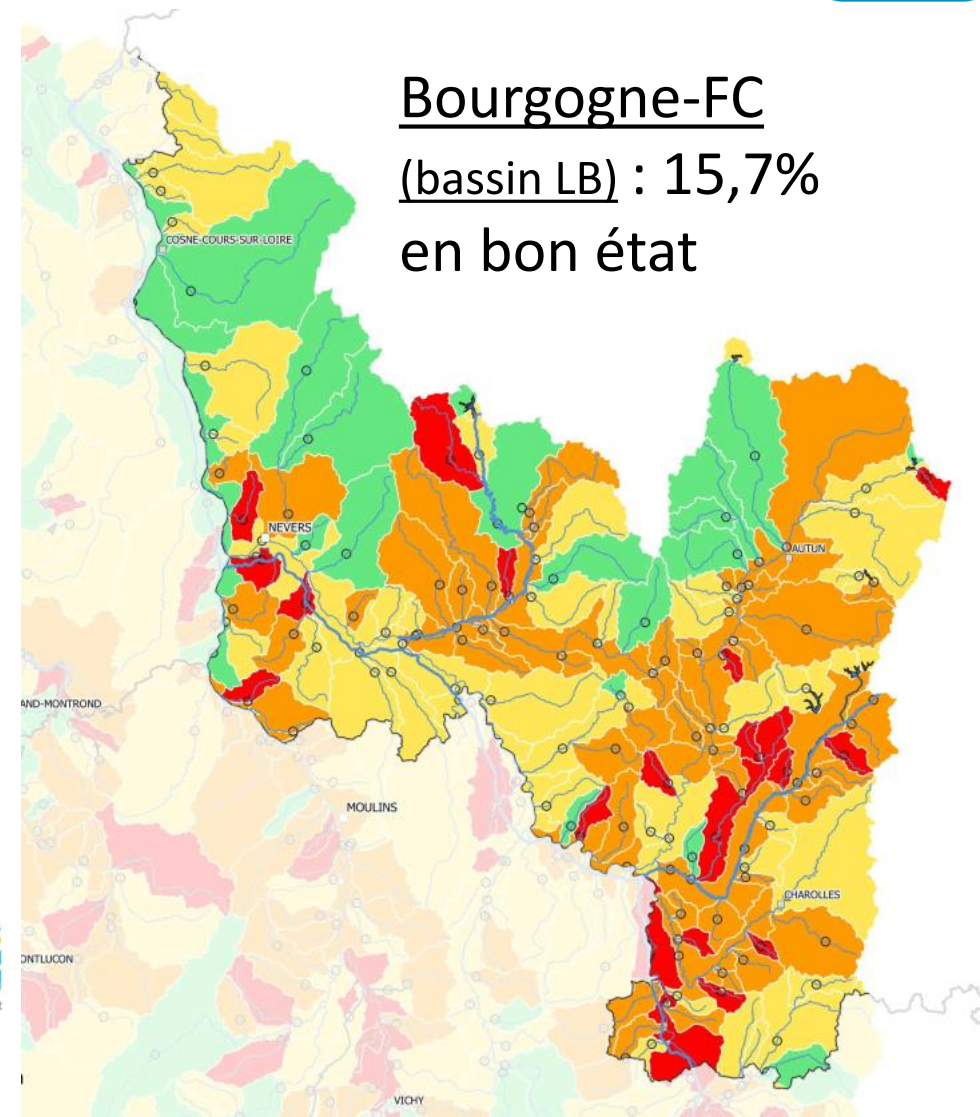 Bourgogne-FC
(bassin LB) : 15,7%
en bon état
COSNE-COURS-SUR-LOIRE
NEVERS
AUTUN
AND-MONTROND
MOULINS
CHAROLLES
ONTLUCON
VICHY